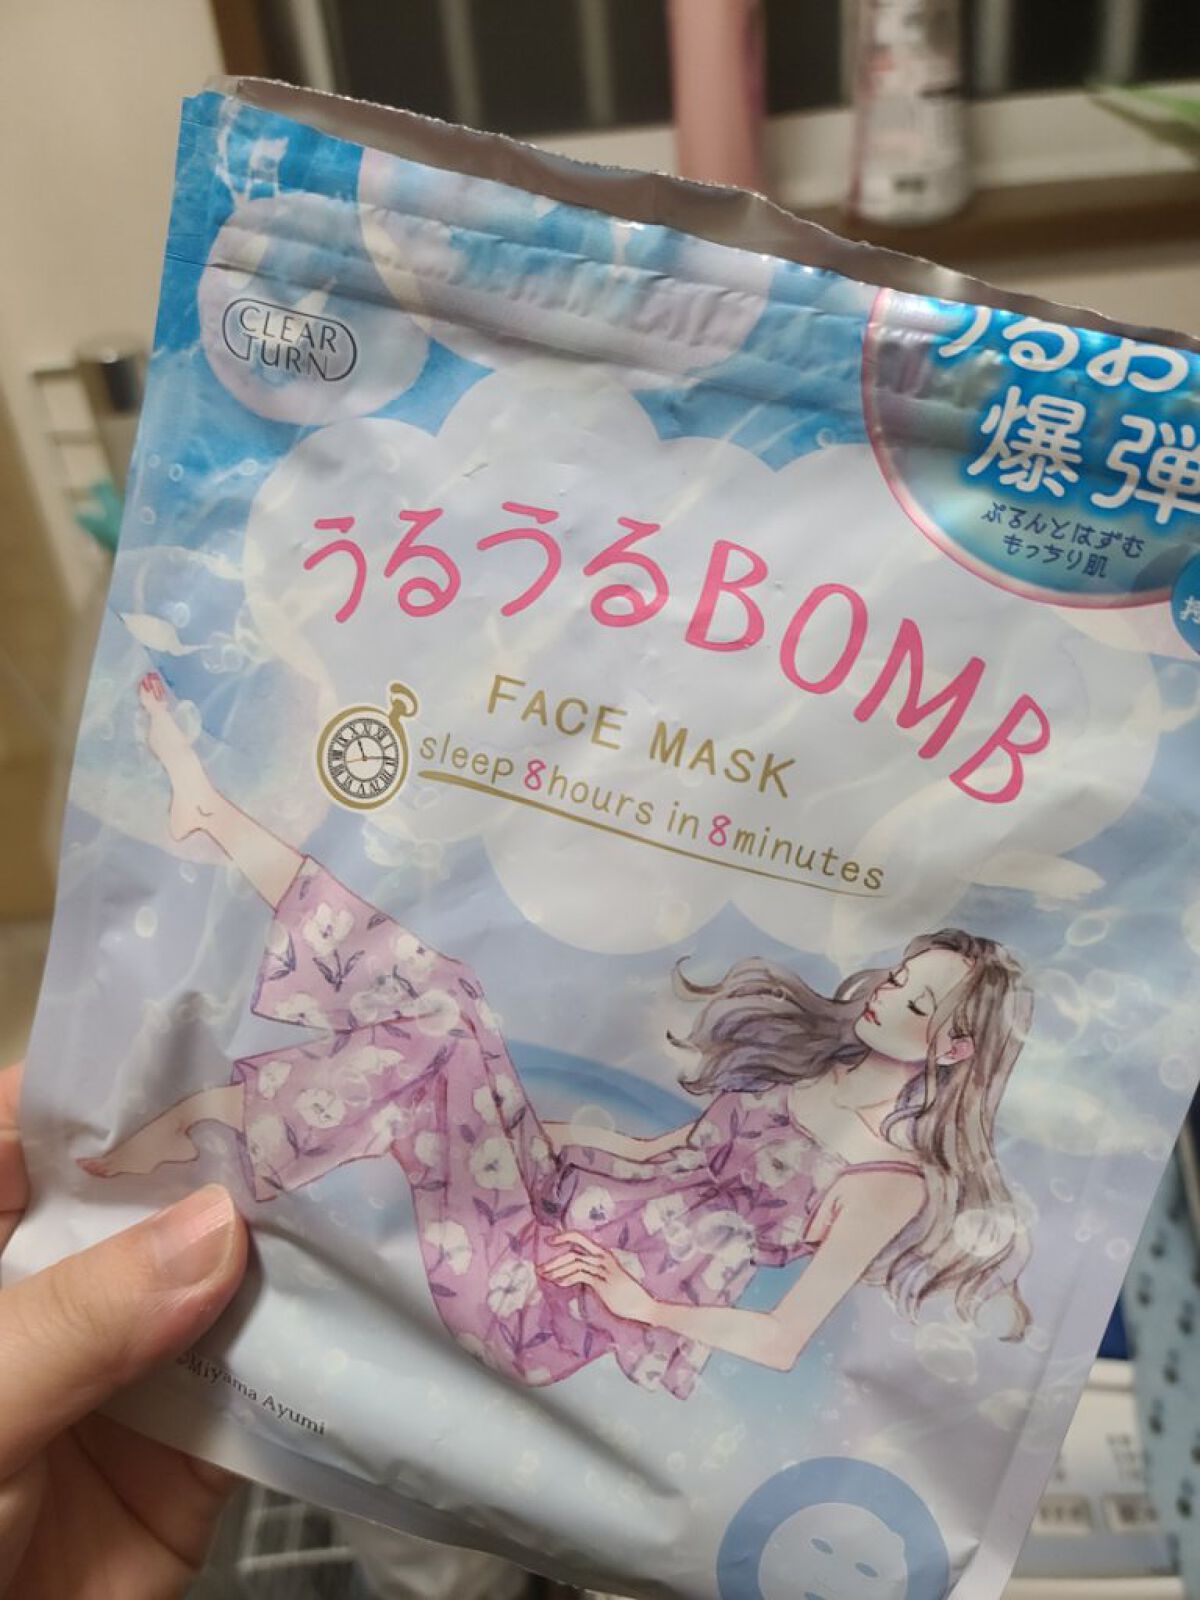 CLEAR
TURN
うるお
爆弾
ぷるんとはずむ
もっちり肌
うるうるBOMB
FACE MASK
sleep 8hours in 8minutes
©Miyama Ayumi